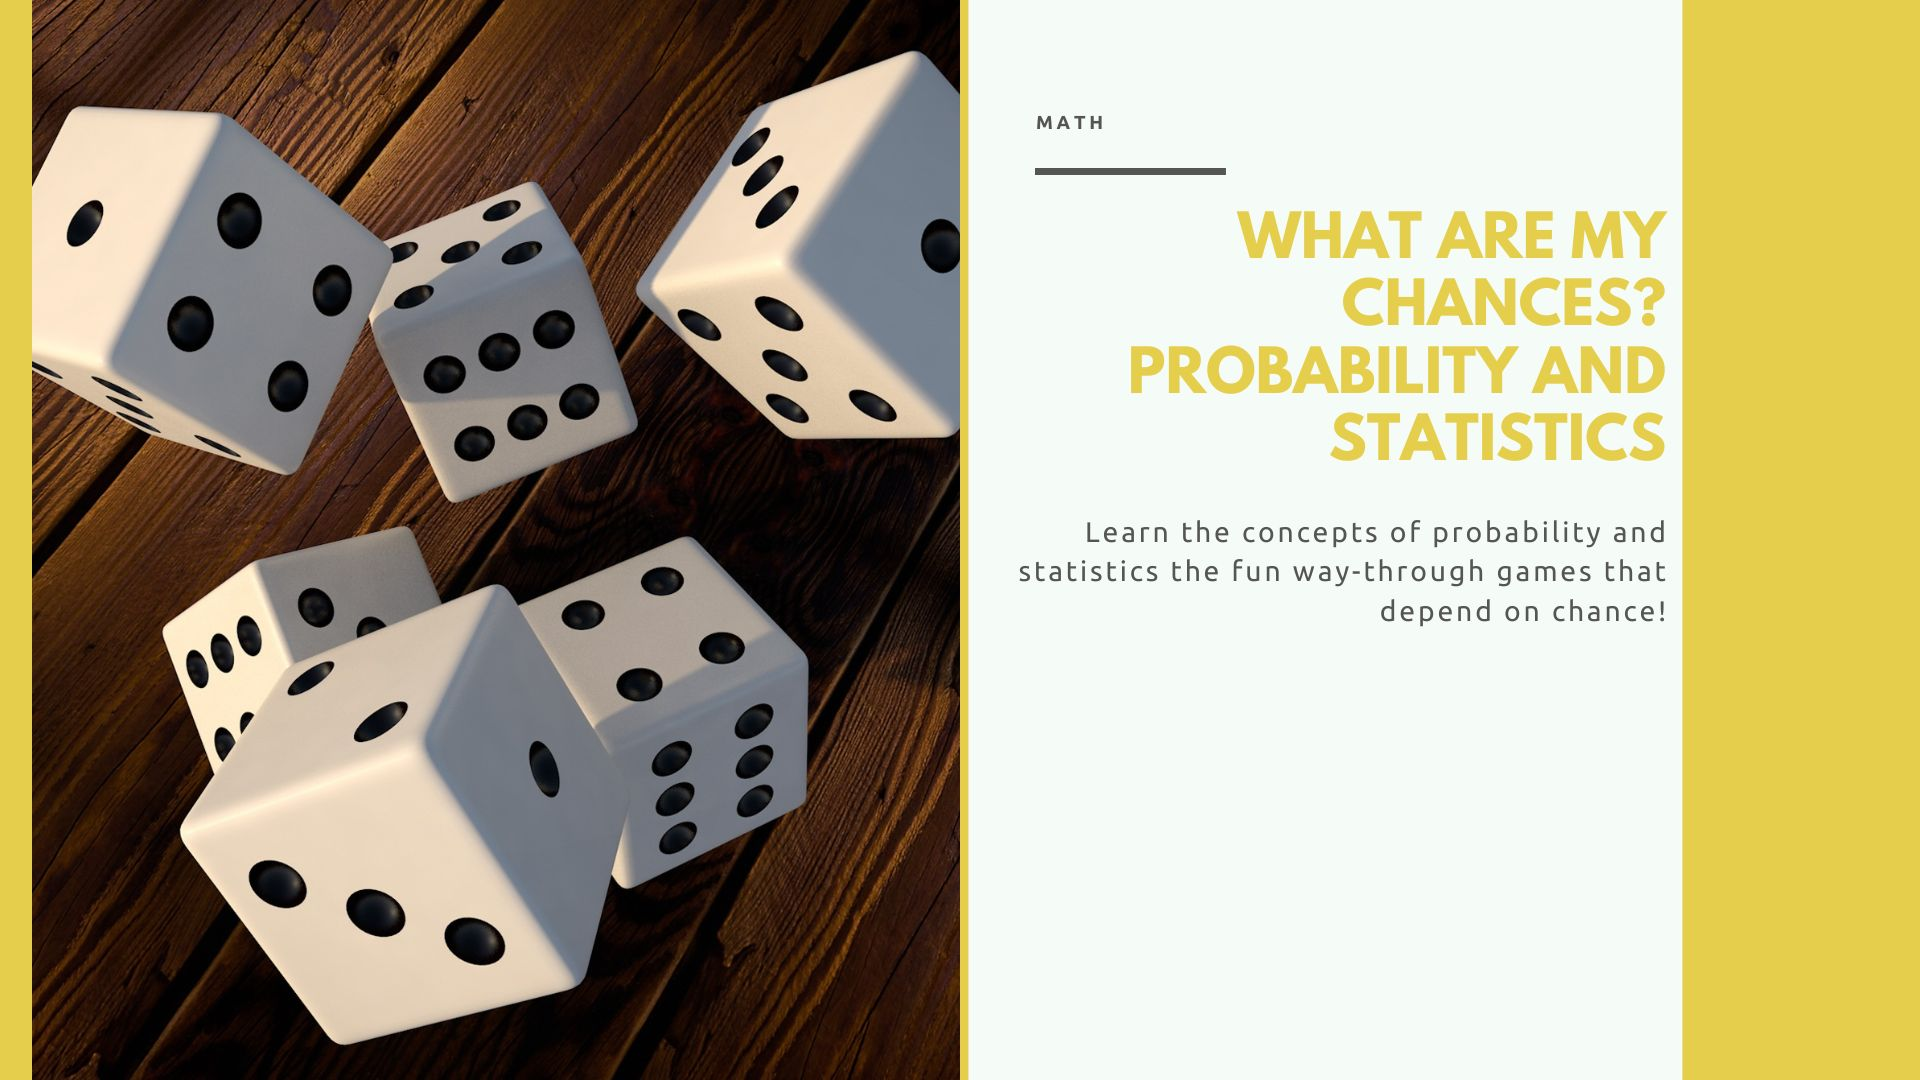 MATH
WHAT ARE MY
CHANCES?
PROBABILITY AND
STATISTICS
Learn the concepts of probability and
statistics the fun way-through games that
depend on chance!